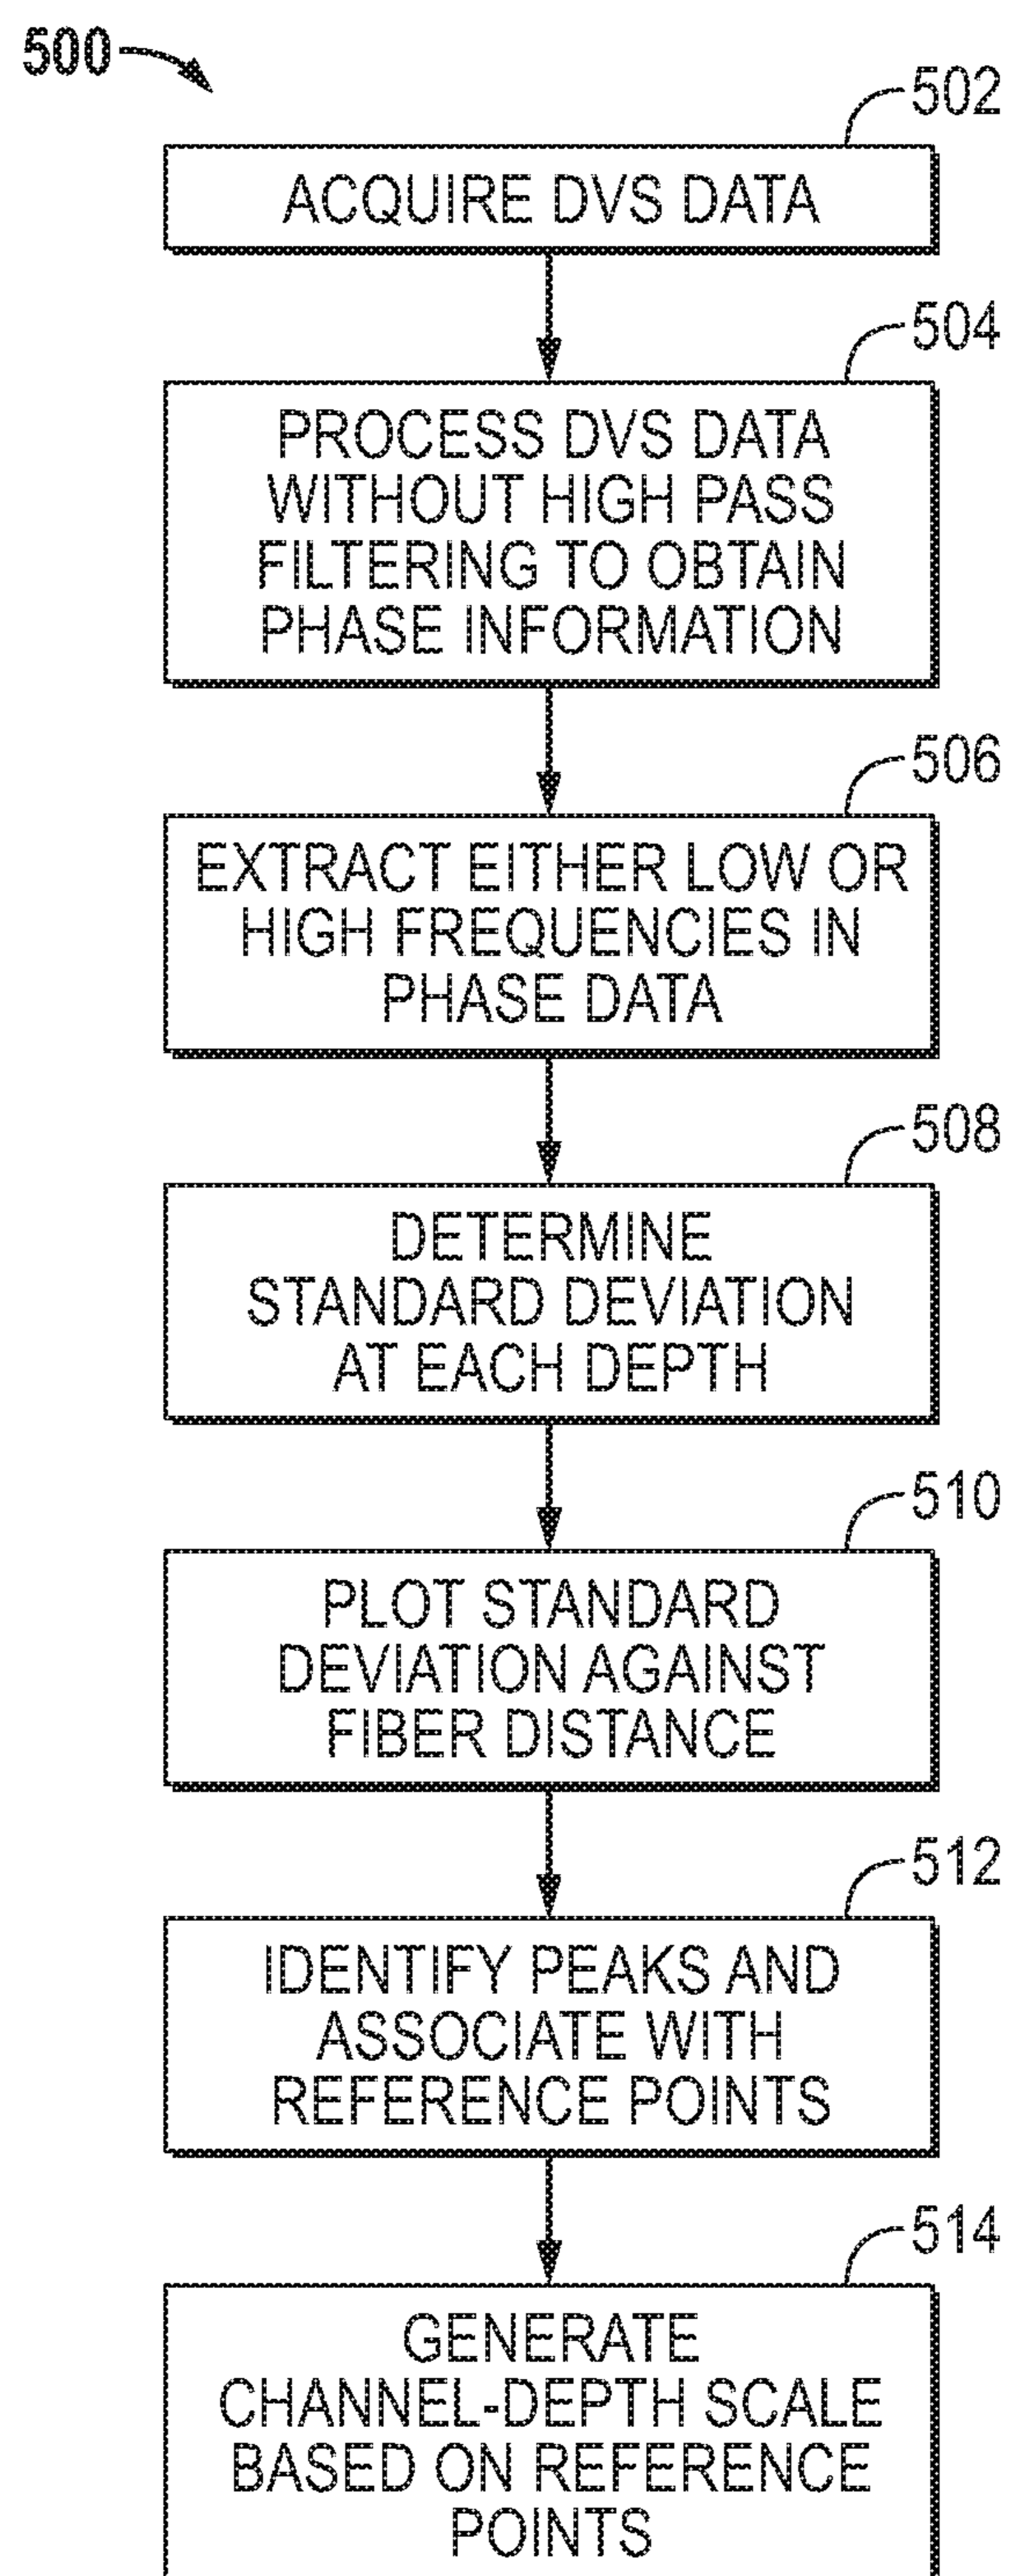 500
502
ACQUIRE DVS DATA
504
PROCESS DVS DATA
WITHOUT HIGH PASS
FILTERING TO OBTAIN
PHASE INFORMATION
506
EXTRACT EITHER LOW OR
HIGH FREQUENCIES IN
PHASE DATA
508
DETERMINE
STANDARD DEVIATION
AT EACH DEPTH
510
PLOT STANDARD
DEVIATION AGAINST
FIBER DISTANCE
512
IDENTIFY PEAKS AND
ASSOCIATE WITH
REFERENCE POINTS
514
GENERATE
CHANNEL-DEPTH SCALE
BASED ON REFERENCE
POINTS